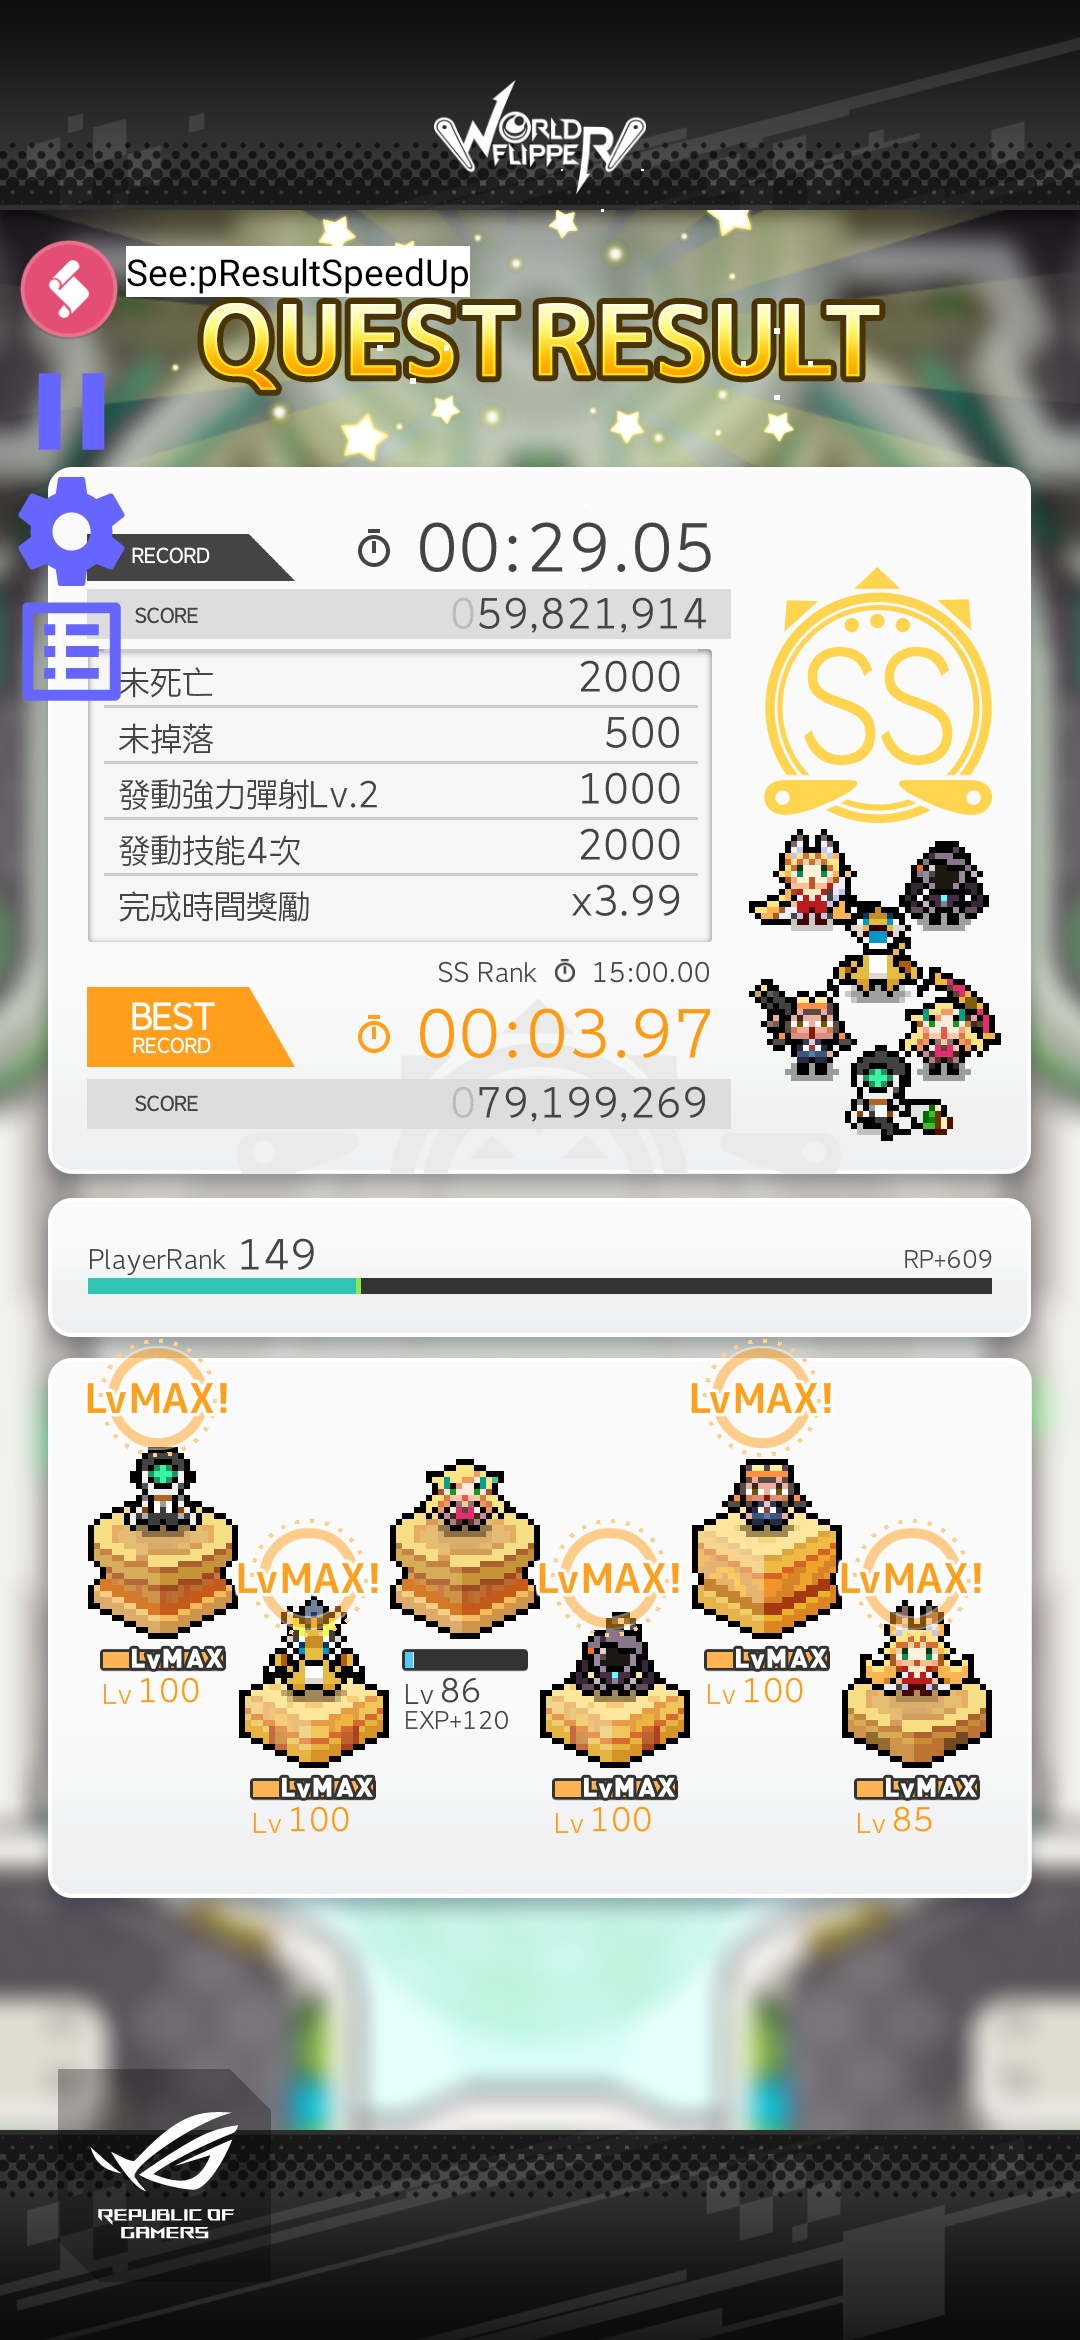 WORLD
FLIPPER
See:pResultSpeedUp
QUEST RESULT
RECORD
00:29.05
SCORE
059,821,914
未死亡 2000
未掉落 500
發動強力彈射Lv.2 1000
發動技能4次 2000
完成時間獎勵 x3.99
SS
SS Rank 15:00.00
BEST
RECORD
00:03.97
SCORE
079,199,269
PlayerRank 149
RP+609
LvMAX!
LvMAX!
LvMAX!
LvMAX!
LvMAX!
LvMAX
Lv 100
Lv 86
EXP+120
LvMAX
Lv 100
LvMAX
Lv 100
LvMAX
Lv 100
LvMAX
Lv 85
REPUBLIC OF
GAMERS